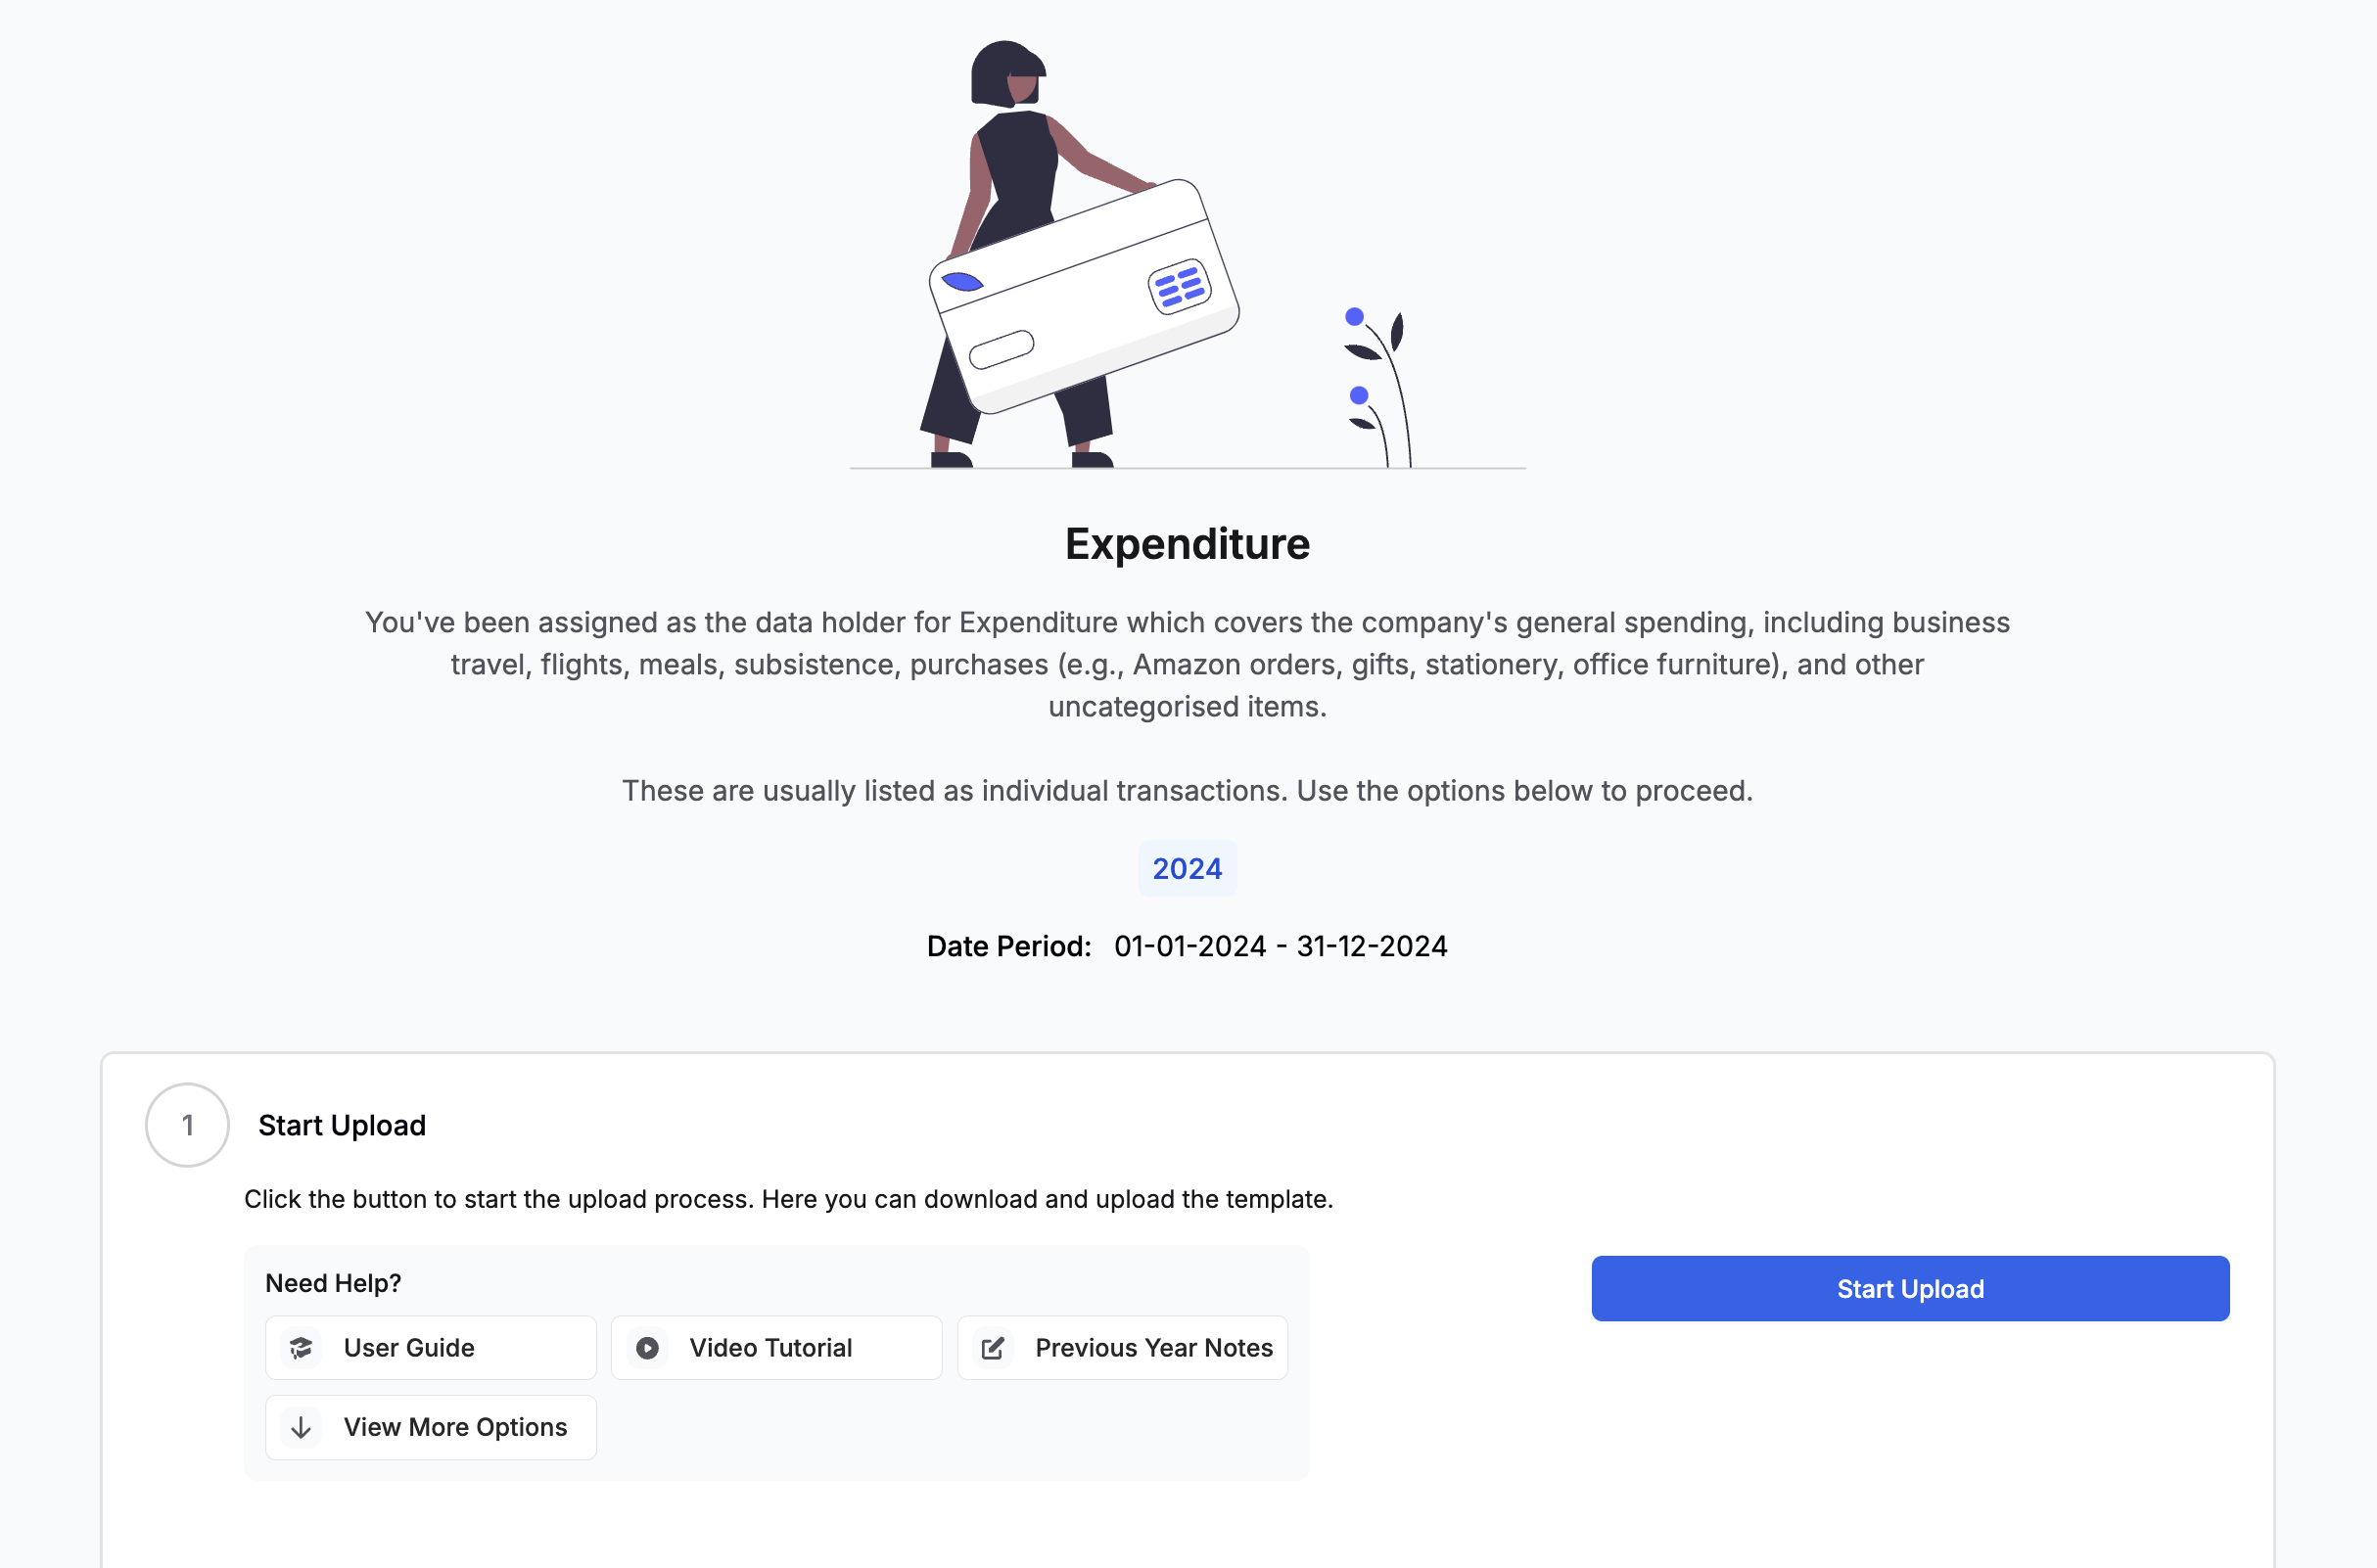 Expenditure
You've been assigned as the data holder for Expenditure which covers the company's general spending, including business
travel, flights, meals, subsistence, purchases (e.g., Amazon orders, gifts, stationery, office furniture), and other
uncategorised items.
These are usually listed as individual transactions. Use the options below to proceed.
2024
Date Period: 01-01-2024 - 31-12-2024
1 Start Upload
Click the button to start the upload process. Here you can download and upload the template.
Need Help?
Start Upload
User Guide Video Tutorial Previous Year Notes
View More Options